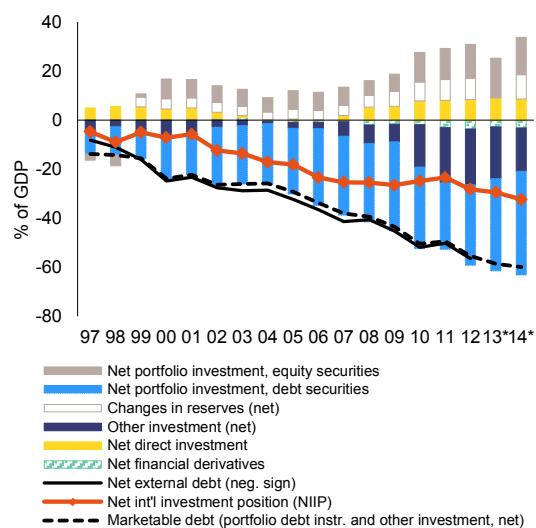 40
20
0
-20
-40
-60
-80
% of GDP
97 98 99 00 01 02 03 04 05 06 07 08 09 10 11 12 13* 14*
Net portfolio investment, equity securities
Net portfolio investment, debt securities
Changes in reserves (net)
Other investment (net)
Net direct investment
Net financial derivatives
Net external debt (neg. sign)
Net int'l investment position (NIIP)
Marketable debt (portfolio debt instr. and other investment, net)